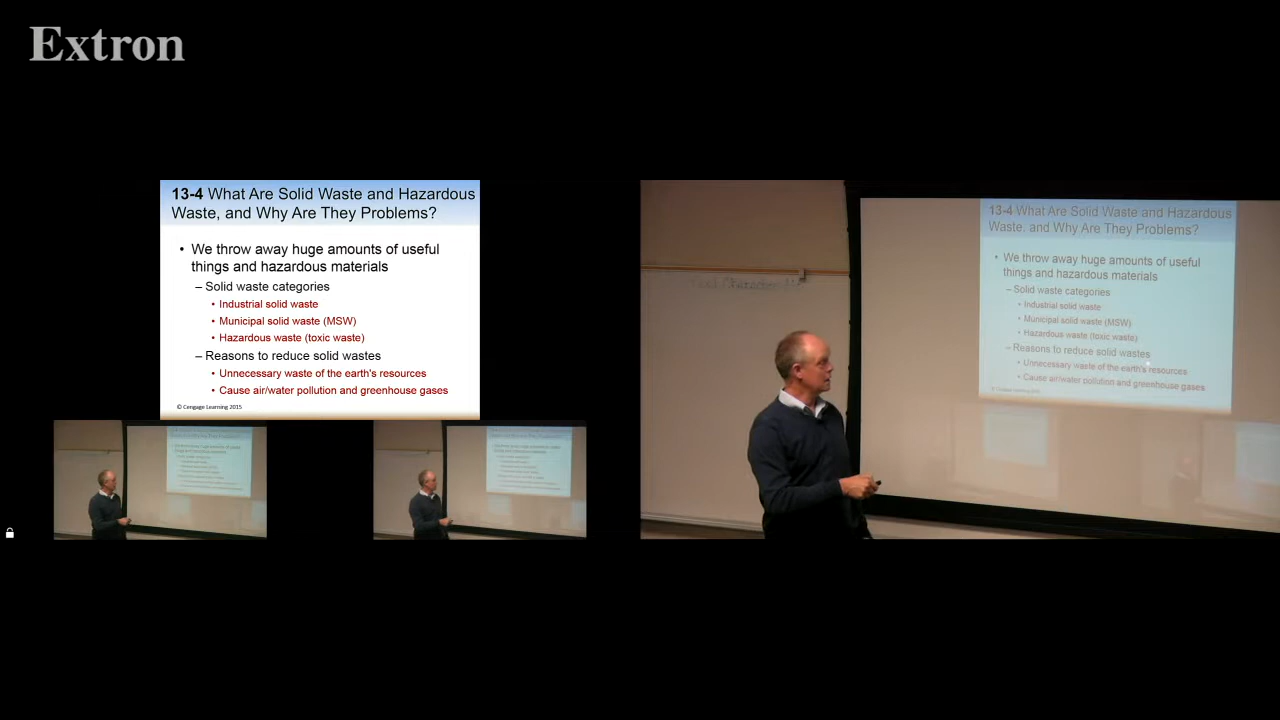 Extron
13-4 What Are Solid Waste and Hazardous
Waste, and Why Are They Problems?
• We throw away huge amounts of useful
things and hazardous materials
– Solid waste categories
• Industrial solid waste
• Municipal solid waste (MSW)
• Hazardous waste (toxic waste)
– Reasons to reduce solid wastes
• Unnecessary waste of the earth's resources
• Cause air/water pollution and greenhouse gases
© Cengage Learning 2015
13-4 What Are Solid Waste and Hazardous
Waste, and Why Are They Problems?
• We throw away huge amounts of useful
things and hazardous materials
– Solid waste categories
• Industrial solid waste
• Municipal solid waste (MSW)
• Hazardous waste (toxic waste)
– Reasons to reduce solid wastes
• Unnecessary waste of the earth's resources
• Cause air/water pollution and greenhouse gases